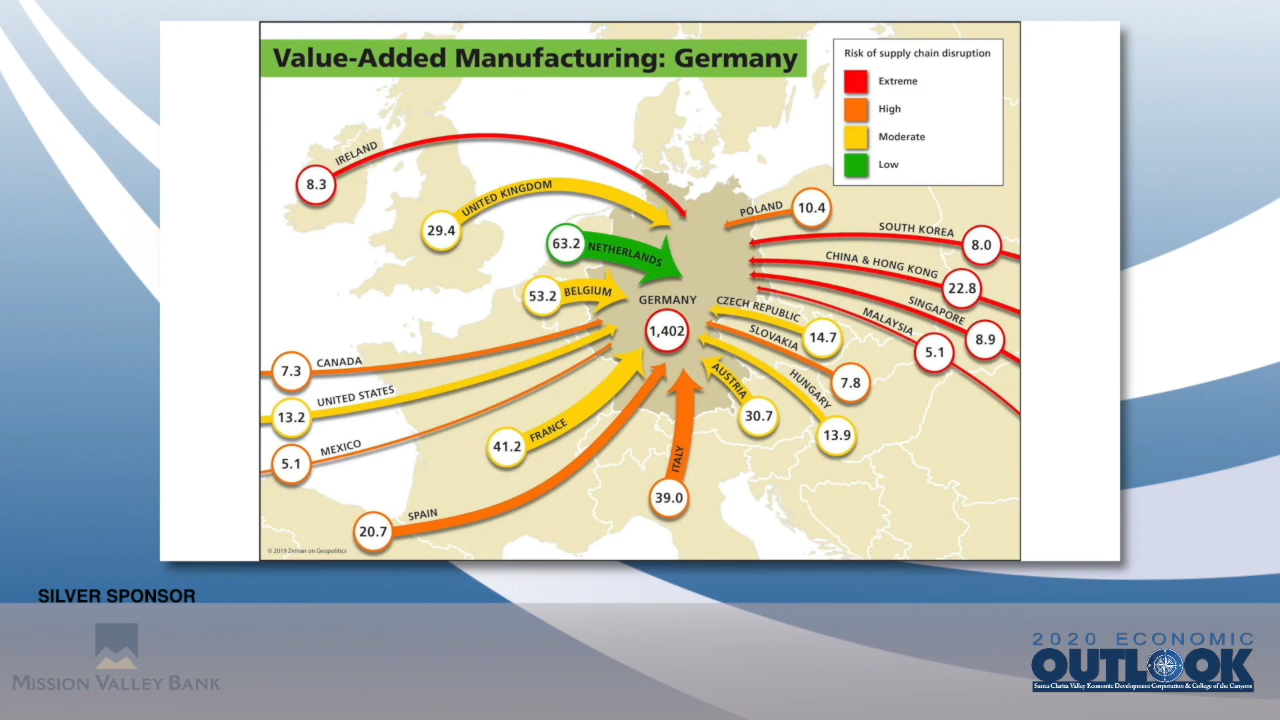 Value-Added Manufacturing: Germany
Risk of supply chain disruption
Extreme
High
Moderate
Low
IRELAND
8.3
UNITED KINGDOM
29.4
NETHERLANDS
63.2
BELGIUM
53.2
POLAND
10.4
SOUTH KOREA
8.0
CHINA & HONG KONG
22.8
SINGAPORE
8.9
MALAYSIA
5.1
GERMANY
1,402
CZECH REPUBLIC
14.7
SLOVAKIA
7.8
HUNGARY
13.9
AUSTRIA
30.7
CANADA
7.3
UNITED STATES
13.2
MEXICO
5.1
FRANCE
41.2
ITALY
39.0
SPAIN
20.7
© 2019 Zeihan on Geopolitics
SILVER SPONSOR
MISSION VALLEY BANK
2020 ECONOMIC
OUTLOOK
Santa Clarita Valley Economic Development Corporation & College of the Canyons